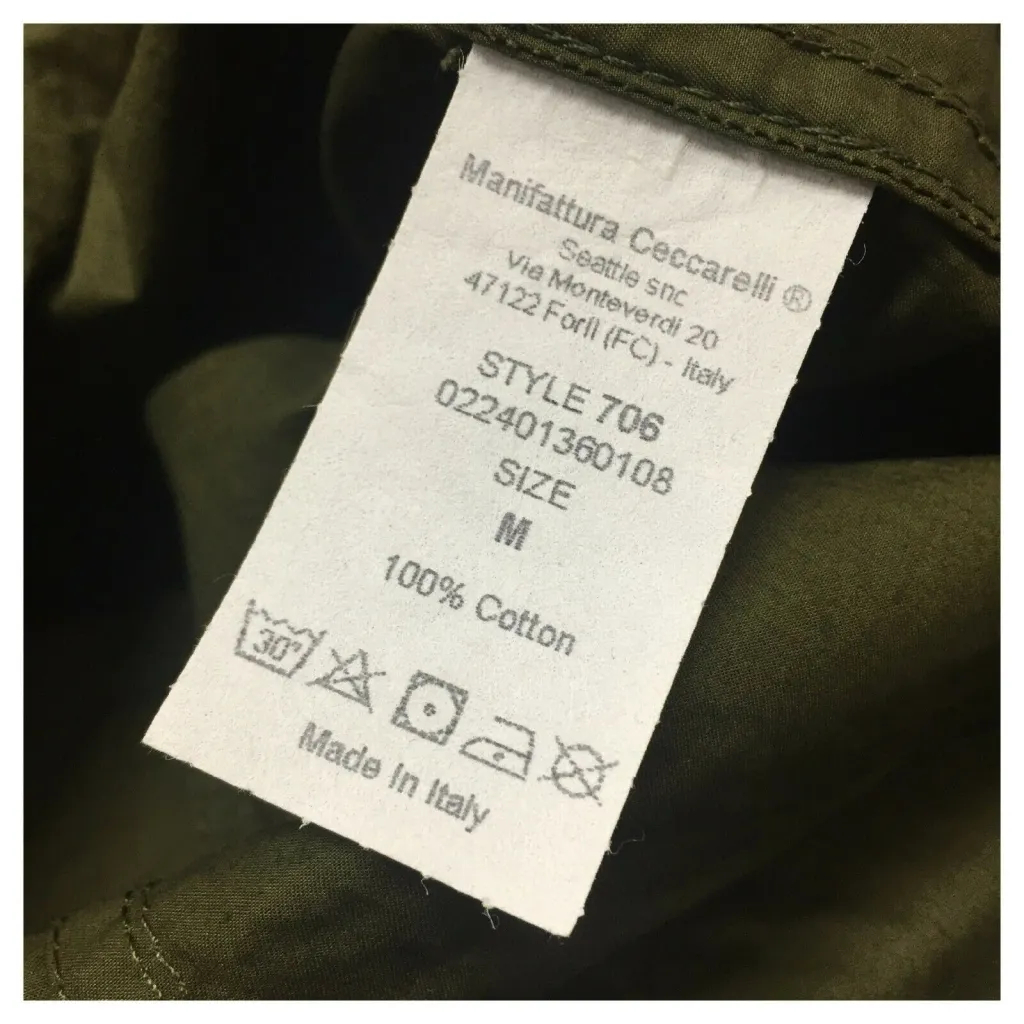 Manifattura Ceccarelli ®
Seattle snc
Via Monteverdi 20
47122 Forlì (FC) - Italy
STYLE 706
022401360108
SIZE
M
100% Cotton
30°
Made In Italy